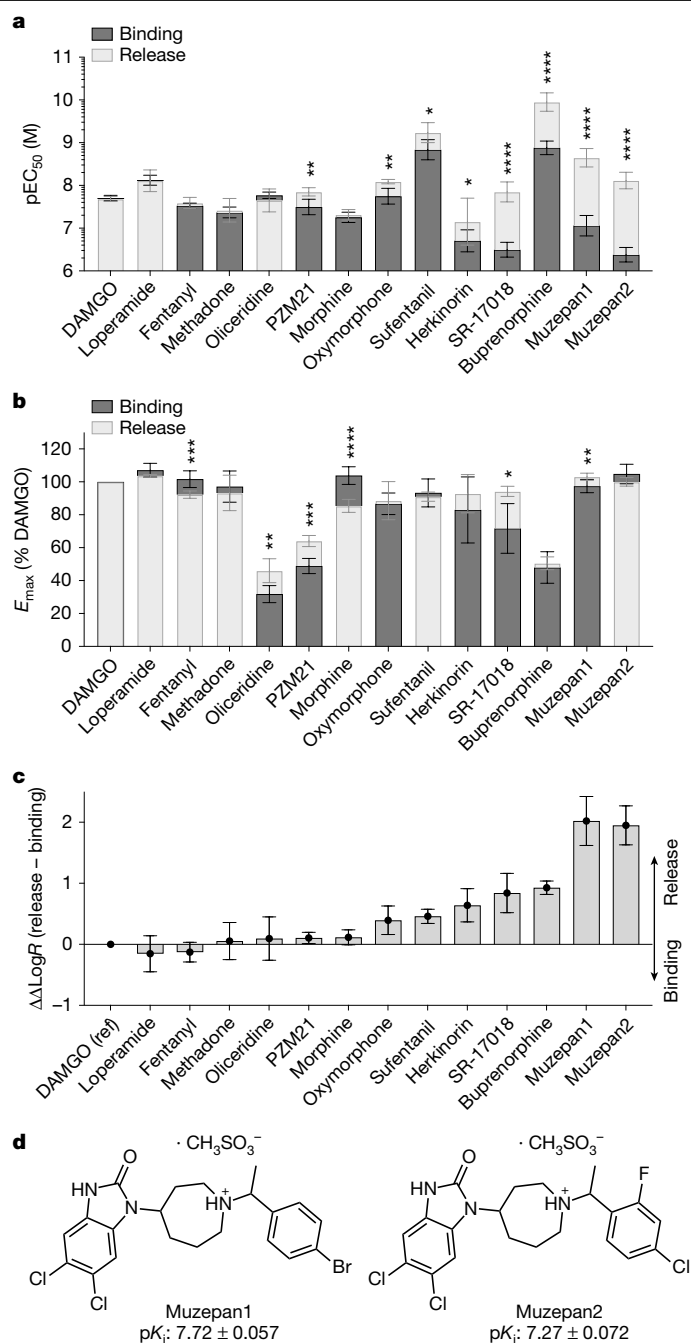 a
Binding
Release
pEC50 (M)
11
10
9
8
7
6
**
**
*
*
****
****
****
****
DAMGO
Loperamide
Fentanyl
Methadone
Oliceridine
PZM21
Morphine
Oxymorphone
Sufentanil
Herkinorin
SR-17018
Buprenorphine
Muzepan1
Muzepan2
b
Binding
Release
Emax (% DAMGO)
120
100
80
60
40
20
0
***
**
***
****
*
**
DAMGO
Loperamide
Fentanyl
Methadone
Oliceridine
PZM21
Morphine
Oxymorphone
Sufentanil
Herkinorin
SR-17018
Buprenorphine
Muzepan1
Muzepan2
c
ΔΔLogR (release – binding)
2
1
0
–1
Release
Binding
DAMGO (ref)
Loperamide
Fentanyl
Methadone
Oliceridine
PZM21
Morphine
Oxymorphone
Sufentanil
Herkinorin
SR-17018
Buprenorphine
Muzepan1
Muzepan2
d
· CH3SO3−
O
HN
N
HN+
Cl
Cl
Br
Muzepan1
pKi: 7.72 ± 0.057
· CH3SO3−
O
HN
N
HN+
F
Cl
Cl
Cl
Muzepan2
pKi: 7.27 ± 0.072